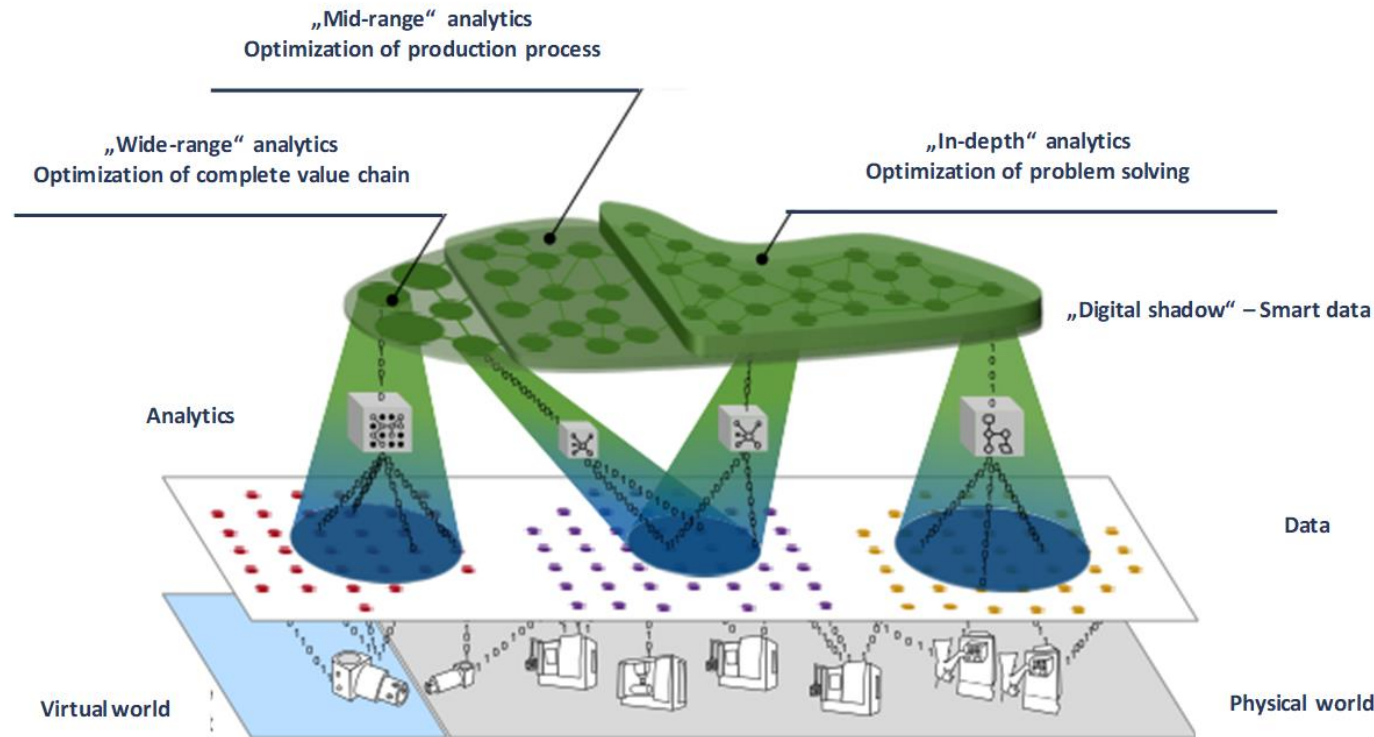 „Mid-range“ analytics
Optimization of production process
„Wide-range“ analytics
Optimization of complete value chain
„In-depth“ analytics
Optimization of problem solving
„Digital shadow“ – Smart data
Analytics
Data
Virtual world
Physical world